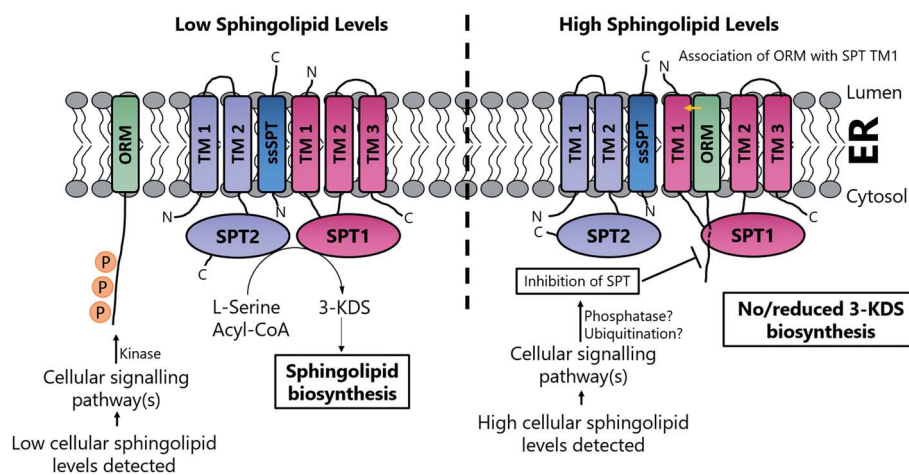 Low Sphingolipid Levels
C
N
ORM
TM 1
TM 2
ssSPT
TM 1
TM 2
TM 3
N
N
C
SPT2
SPT1
C
P
P
P
L-Serine
Acyl-CoA
3-KDS
Kinase
Cellular signalling
pathway(s)
Sphingolipid
biosynthesis
Low cellular sphingolipid
levels detected
High Sphingolipid Levels
Association of ORM with SPT TM1
C
N
Lumen
TM 1
TM 2
ssSPT
TM 1
ORM
TM 2
TM 3
ER
Cytosol
N
N
C
C
SPT2
SPT1
Inhibition of SPT
Phosphatase?
Ubiquitination?
No/reduced 3-KDS
biosynthesis
Cellular signalling
pathway(s)
High cellular sphingolipid
levels detected